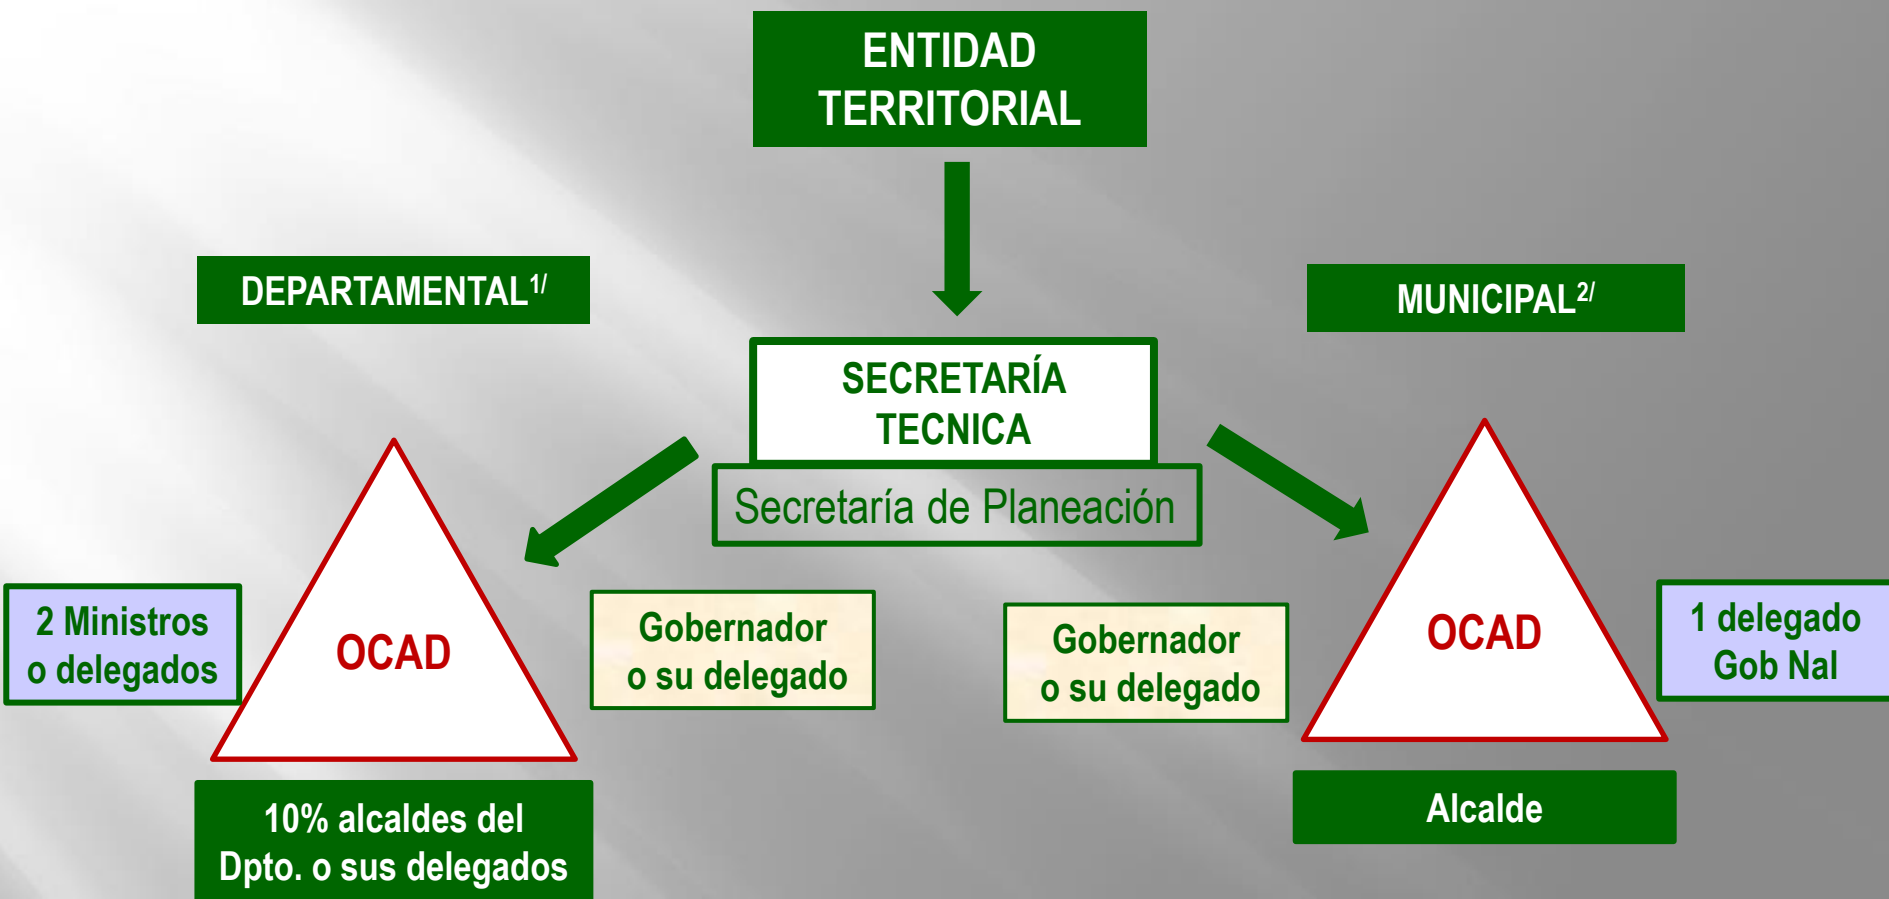 ENTIDAD
TERRITORIAL
DEPARTAMENTAL1/
MUNICIPAL2/
SECRETARÍA
TECNICA
Secretaría de Planeación
2 Ministros
o delegados
OCAD
Gobernador
o su delegado
10% alcaldes del
Dpto. o sus delegados
Gobernador
o su delegado
OCAD
1 delegado
Gob Nal
Alcalde